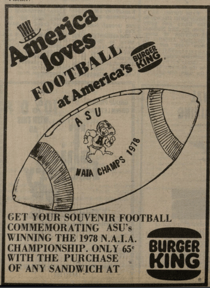 America
loves
FOOTBALL
at America's
BURGER
KING
ASU
NAIA CHAMPS 1978
GET YOUR SOUVENIR FOOTBALL
COMMEMORATING ASU's
WINNING THE 1978 N.A.I.A.
CHAMPIONSHIP. ONLY 65¢
WITH THE PURCHASE
OF ANY SANDWICH AT
BURGER
KING